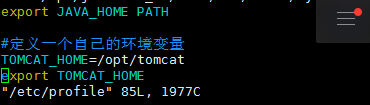 export JAVA_HOME PATH
#定义一个自己的环境变量
TOMCAT_HOME=/opt/tomcat
export TOMCAT_HOME
"/etc/profile" 85L, 1977C